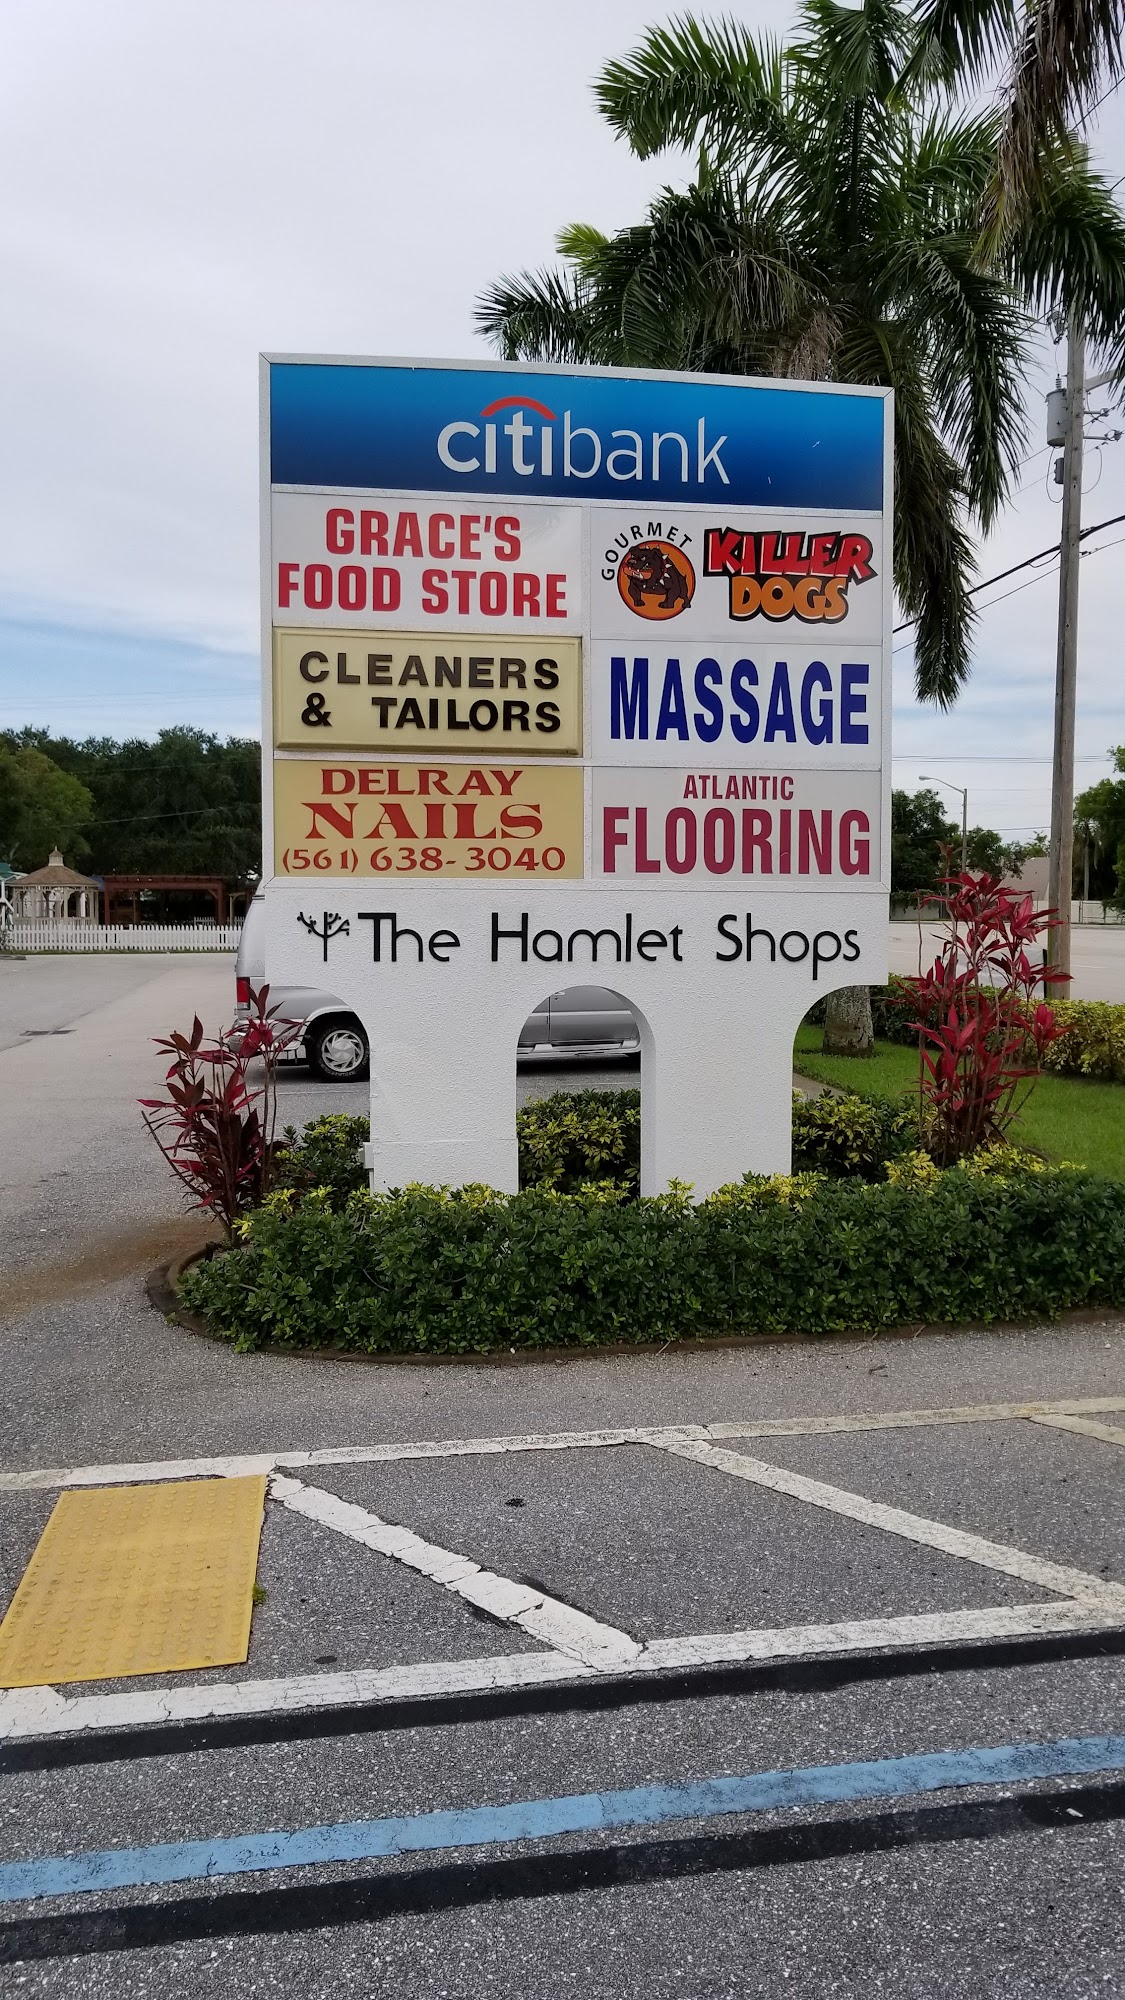 citibank
GRACE'S
FOOD STORE
GOURMET
KILLER
DOGS
CLEANERS
& TAILORS
MASSAGE
DELRAY
NAILS
(561) 638-3040
ATLANTIC
FLOORING
The Hamlet Shops